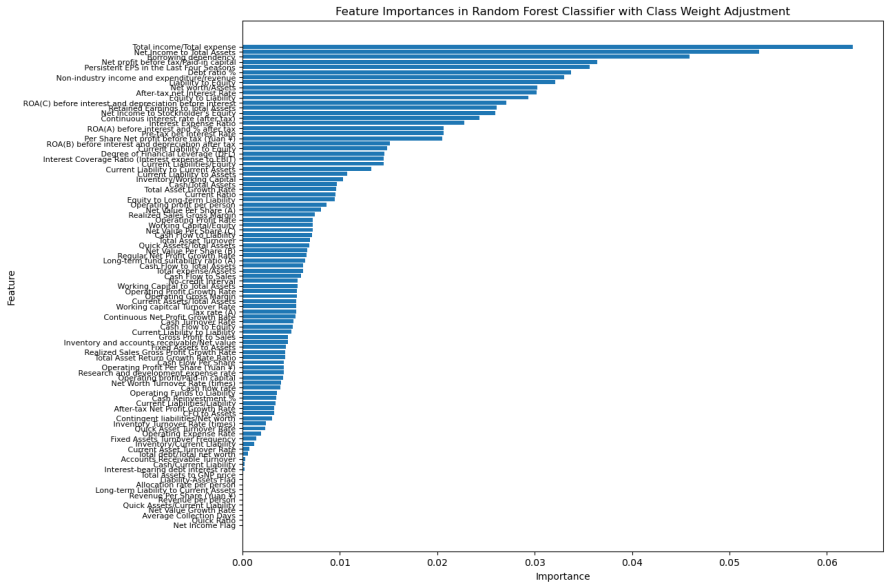 Feature Importances in Random Forest Classifier with Class Weight Adjustment
Total income/Total expense
Net Income to Total Assets
Borrowing dependency
Net profit before tax/Paid-in capital
Persistent EPS in the Last Four Seasons
Debt ratio %
Non-industry income and expenditure/revenue
Liability to Equity
Net worth/Assets
After-tax net Interest Rate
Equity to Liability
ROA(C) before interest and depreciation before interest
Retained Earnings to Total Assets
Net Income to Stockholder's Equity
Continuous interest rate (after tax)
Interest Expense Ratio
ROA(A) before interest and % after tax
Pre-tax net Interest Rate
Per Share Net profit before tax (Yuan ¥)
ROA(B) before interest and depreciation after tax
Current Liability to Equity
Degree of Financial Leverage (DFL)
Interest Coverage Ratio (Interest expense to EBIT)
Current Liabilities/Equity
Current Liability to Current Assets
Current Liability to Assets
Inventory/Working Capital
Cash/Total Assets
Total Asset Growth Rate
Current Ratio
Equity to Long-term Liability
Operating profit per person
Net Value Per Share (A)
Realized Sales Gross Margin
Operating Profit Rate
Working Capital/Equity
Net Value Per Share (C)
Cash Flow to Liability
Total Asset Turnover
Quick Assets/Total Assets
Net Value Per Share (B)
Regular Net Profit Growth Rate
Long-term fund suitability ratio (A)
Cash Flow to Total Assets
Total expense/Assets
Cash Flow to Sales
No-credit Interval
Working Capital to Total Assets
Operating Profit Growth Rate
Operating Gross Margin
Current Assets/Total Assets
Working capitcal Turnover Rate
Tax rate (A)
Continuous Net Profit Growth Rate
Cash Turnover Rate
Cash Flow to Equity
Current Liability to Liability
Gross Profit to Sales
Inventory and accounts receivable/Net value
Fixed Assets to Assets
Realized Sales Gross Profit Growth Rate
Total Asset Return Growth Rate Ratio
Cash Flow Per Share
Operating Profit Per Share (Yuan ¥)
Research and development expense rate
Operating profit/Paid-in capital
Net Worth Turnover Rate (times)
Cash flow rate
Operating Funds to Liability
Cash Reinvestment %
Current Liabilities/Liability
After-tax Net Profit Growth Rate
CFO to Assets
Contingent liabilities/Net worth
Inventory Turnover Rate (times)
Quick Asset Turnover Rate
Operating Expense Rate
Fixed Assets Turnover Frequency
Inventory/Current Liability
Current Asset Turnover Rate
Total debt/Total net worth
Accounts Receivable Turnover
Cash/Current Liability
Interest-bearing debt interest rate
Total Assets to GNP price
Liability-Assets Flag
Allocation rate per person
Long-term Liability to Current Assets
Revenue Per Share (Yuan ¥)
Revenue per person
Quick Assets/Current Liability
Net Value Growth Rate
Average Collection Days
Quick Ratio
Net Income Flag
Feature
0.00 0.01 0.02 0.03 0.04 0.05 0.06
Importance